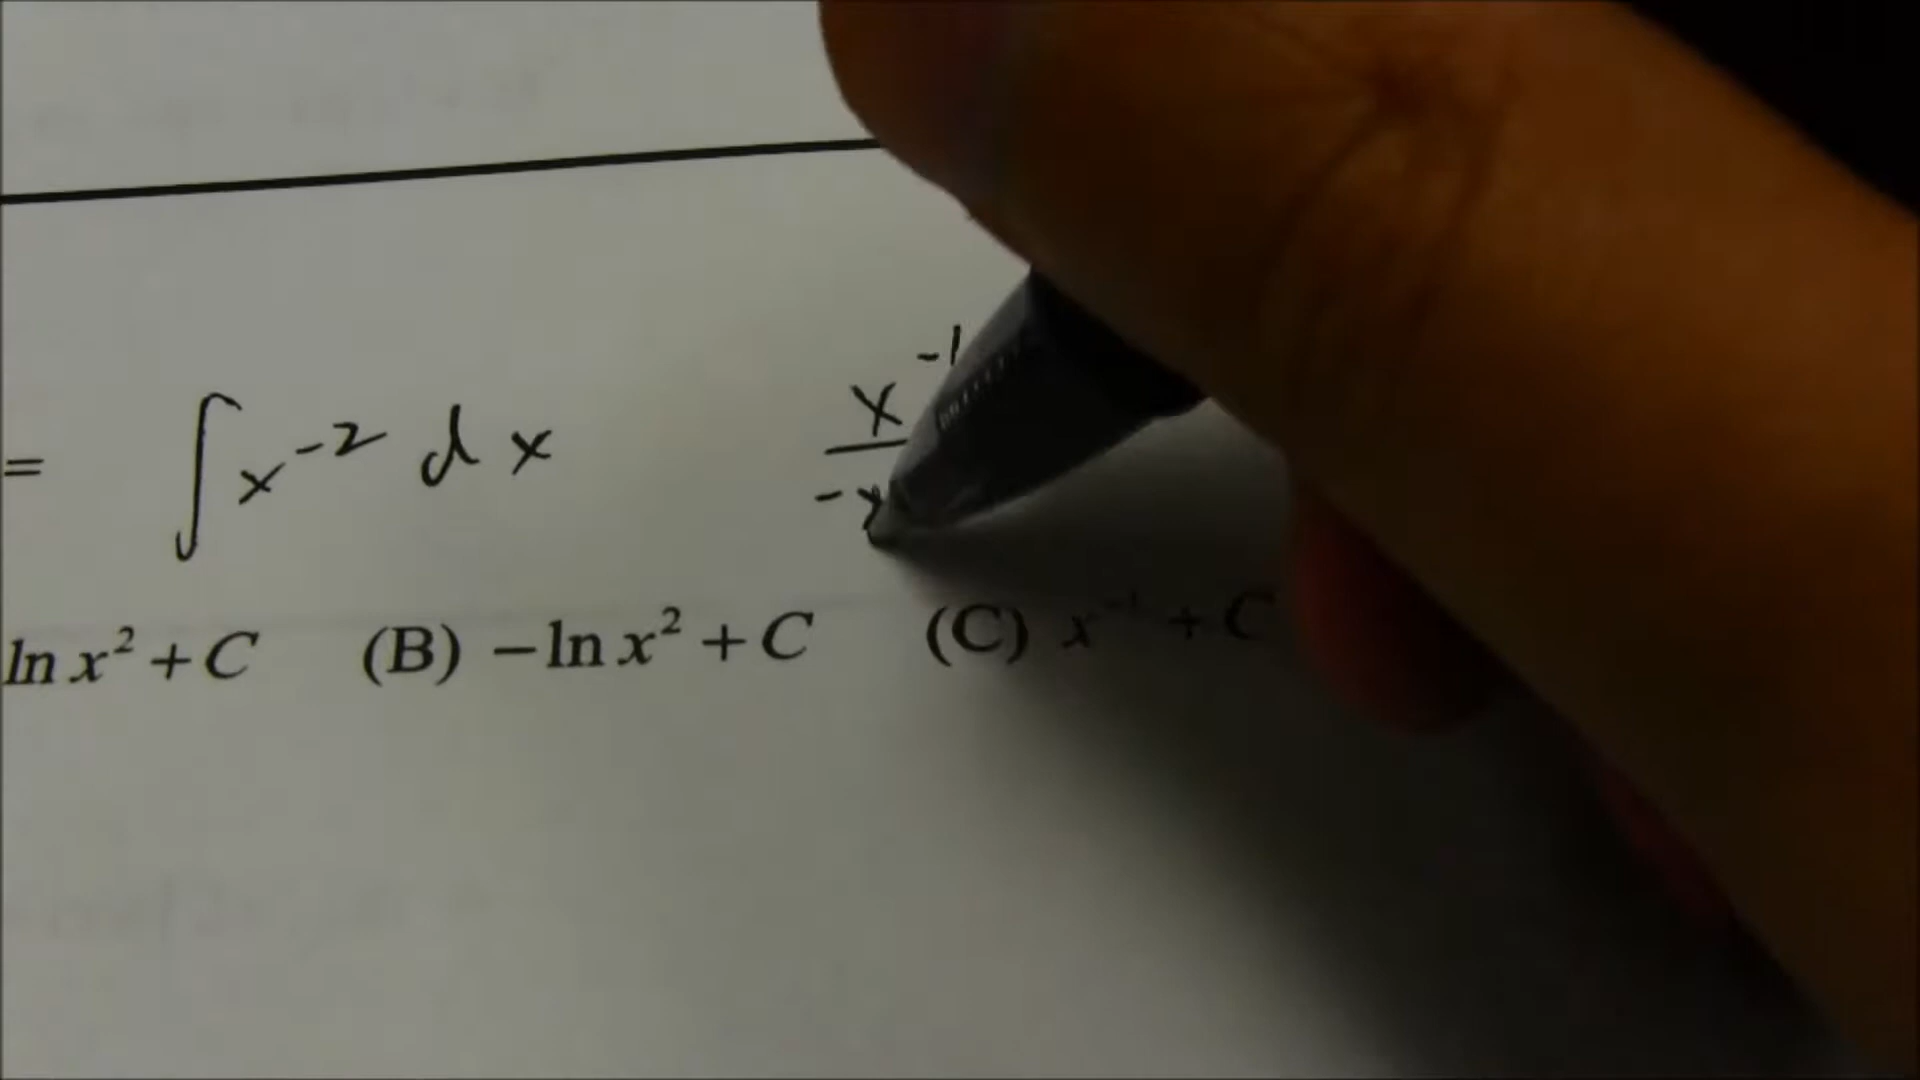 = ∫ x⁻² dx x⁻¹
-
ln x² + C (B) − ln x² + C (C) x⁻¹ + C